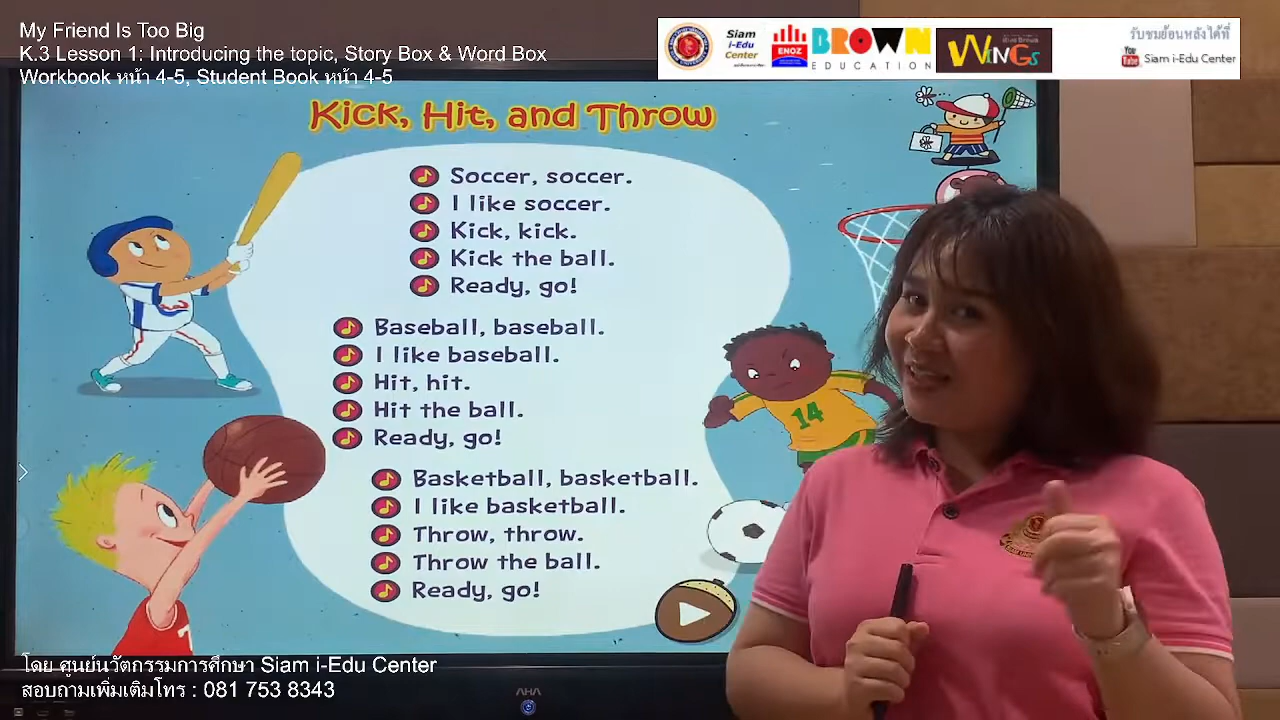 My Friend Is Too Big
K.1 Lesson 1: Introducing the topic, Story Box & Word Box
Workbook หน้า 4-5, Student Book หน้า 4-5
Siam
i-Edu
Center
ENOZ
BROWN
EDUCATION
WINGS
รับชมย้อนหลังได้ที่
You Tube Siam i-Edu Center
Kick, Hit, and Throw
Soccer, soccer.
I like soccer.
Kick, kick.
Kick the ball.
Ready, go!
Baseball, baseball.
I like baseball.
Hit, hit.
Hit the ball.
Ready, go!
14
Basketball, basketball.
I like basketball.
Throw, throw.
Throw the ball.
Ready, go!
โดย ศูนย์นวัตกรรมการศึกษา Siam i-Edu Center
สอบถามเพิ่มเติมโทร : 081 753 8343
AHA